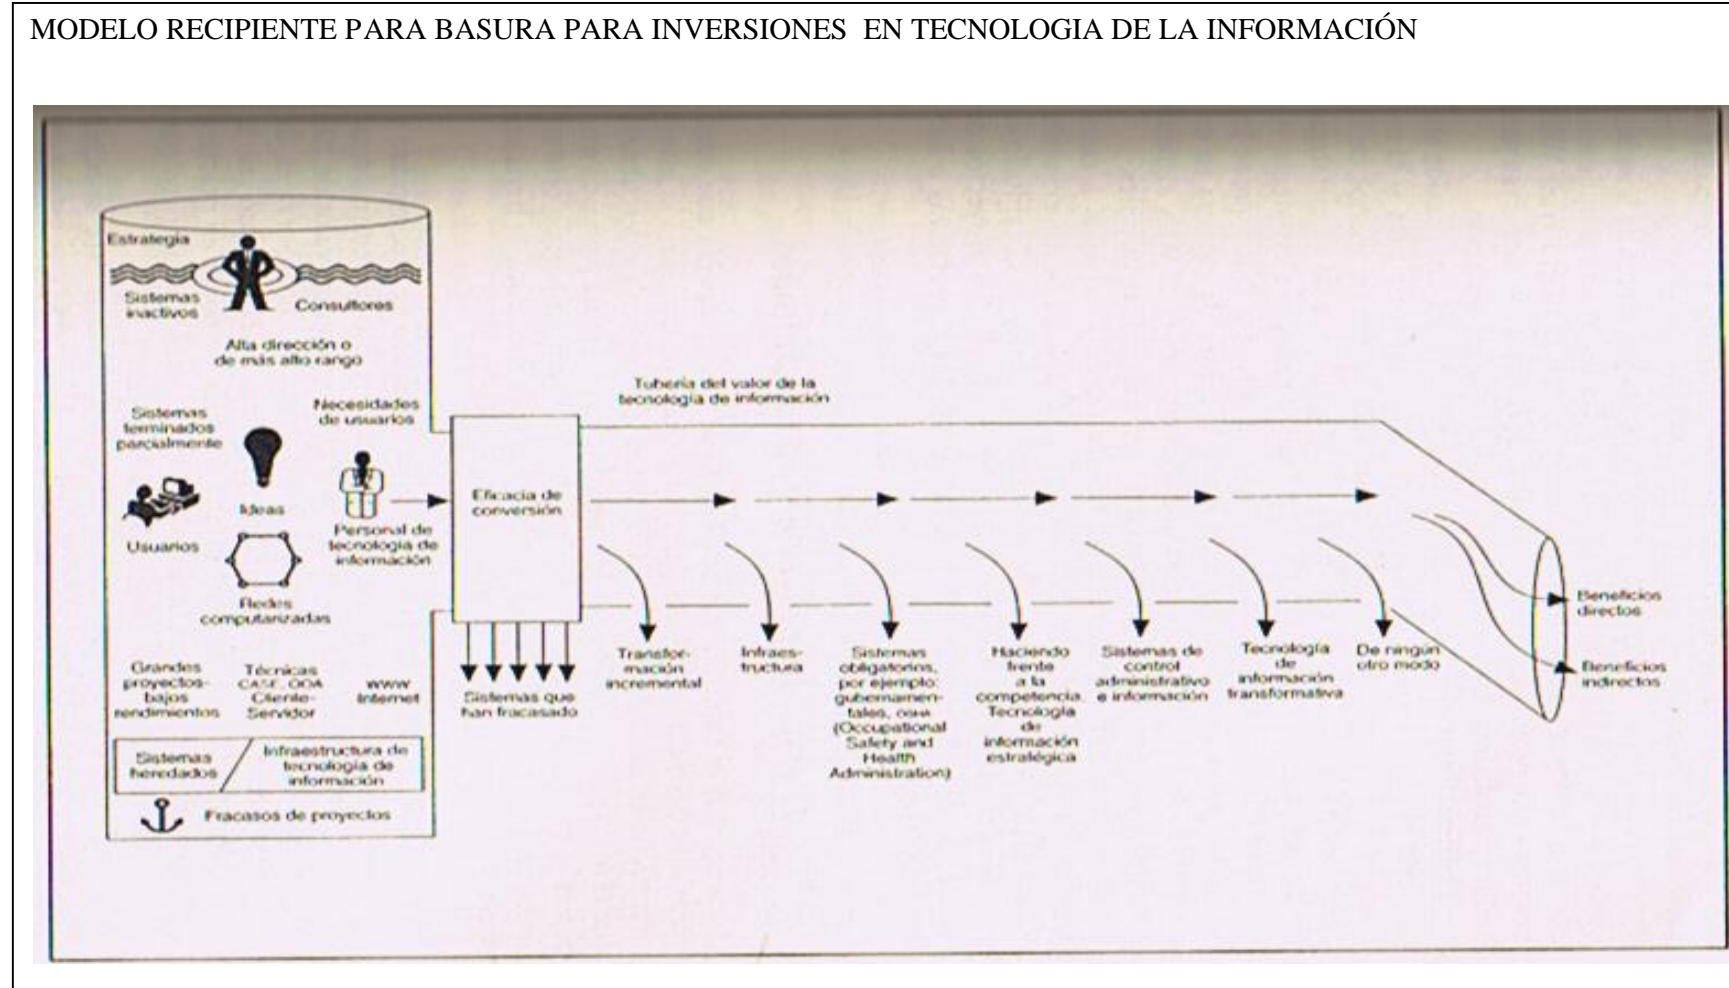 MODELO RECIPIENTE PARA BASURA PARA INVERSIONES EN TECNOLOGIA DE LA INFORMACIÓN
Estrategia
Sistemas
inactivos
Consultores
Alta dirección o
de más alto rango
Sistemas
terminados
parcialmente
Necesidades
de usuarios
Ideas
Usuarios
Personal de
tecnología de
información
Redes
computarizadas
Grandes
proyectos-
bajos
rendimientos
Técnicas
CASE, OOA
Cliente-
Servidor
www
Internet
Sistemas
heredados
Infraestructura de
tecnología de
información
Fracasos de proyectos
Eficacia de
conversión
Sistemas que
han fracasado
Tubería del valor de la
tecnología de información
Transfor-
mación
incremental
Infraes-
tructura
Sistemas
obligatorios,
por ejemplo:
gubernamen-
tales, OSHA
(Occupational
Safety and
Health
Administration)
Haciendo
frente
a la
competencia.
Tecnología
de
información
estratégica
Sistemas de
control
administrativo
e información
Tecnología
de
información
transformativa
De ningún
otro modo
Beneficios
directos
Beneficios
indirectos